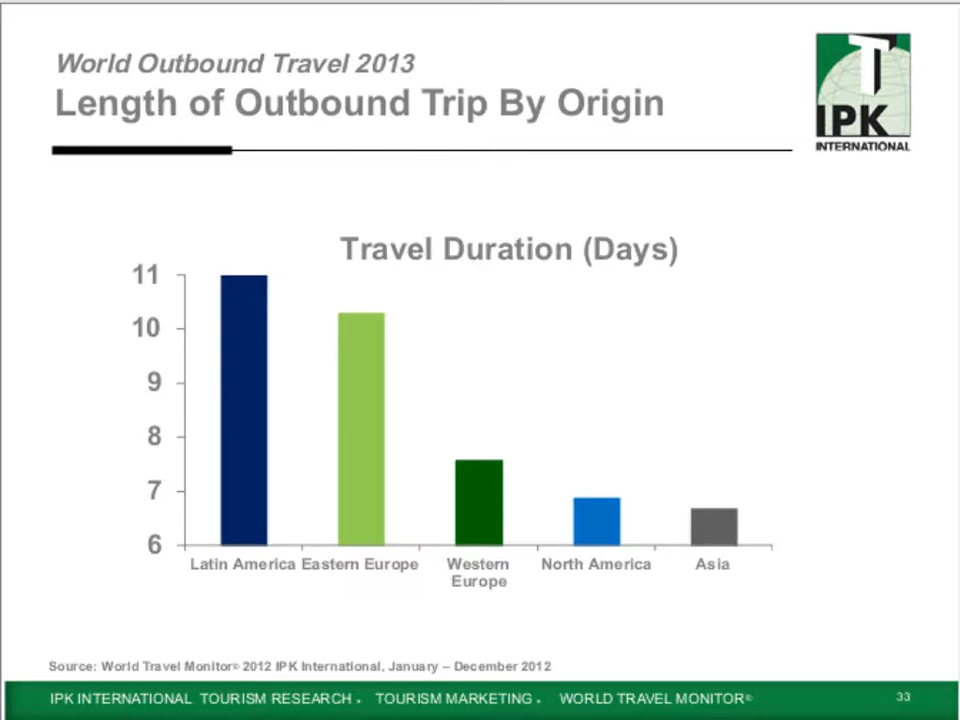 World Outbound Travel 2013
Length of Outbound Trip By Origin
T
IPK
INTERNATIONAL
Travel Duration (Days)
11
10
9
8
7
6
Latin America Eastern Europe Western Europe North America Asia
Source: World Travel Monitor© 2012 IPK International, January – December 2012
IPK INTERNATIONAL TOURISM RESEARCH • TOURISM MARKETING • WORLD TRAVEL MONITOR® 33